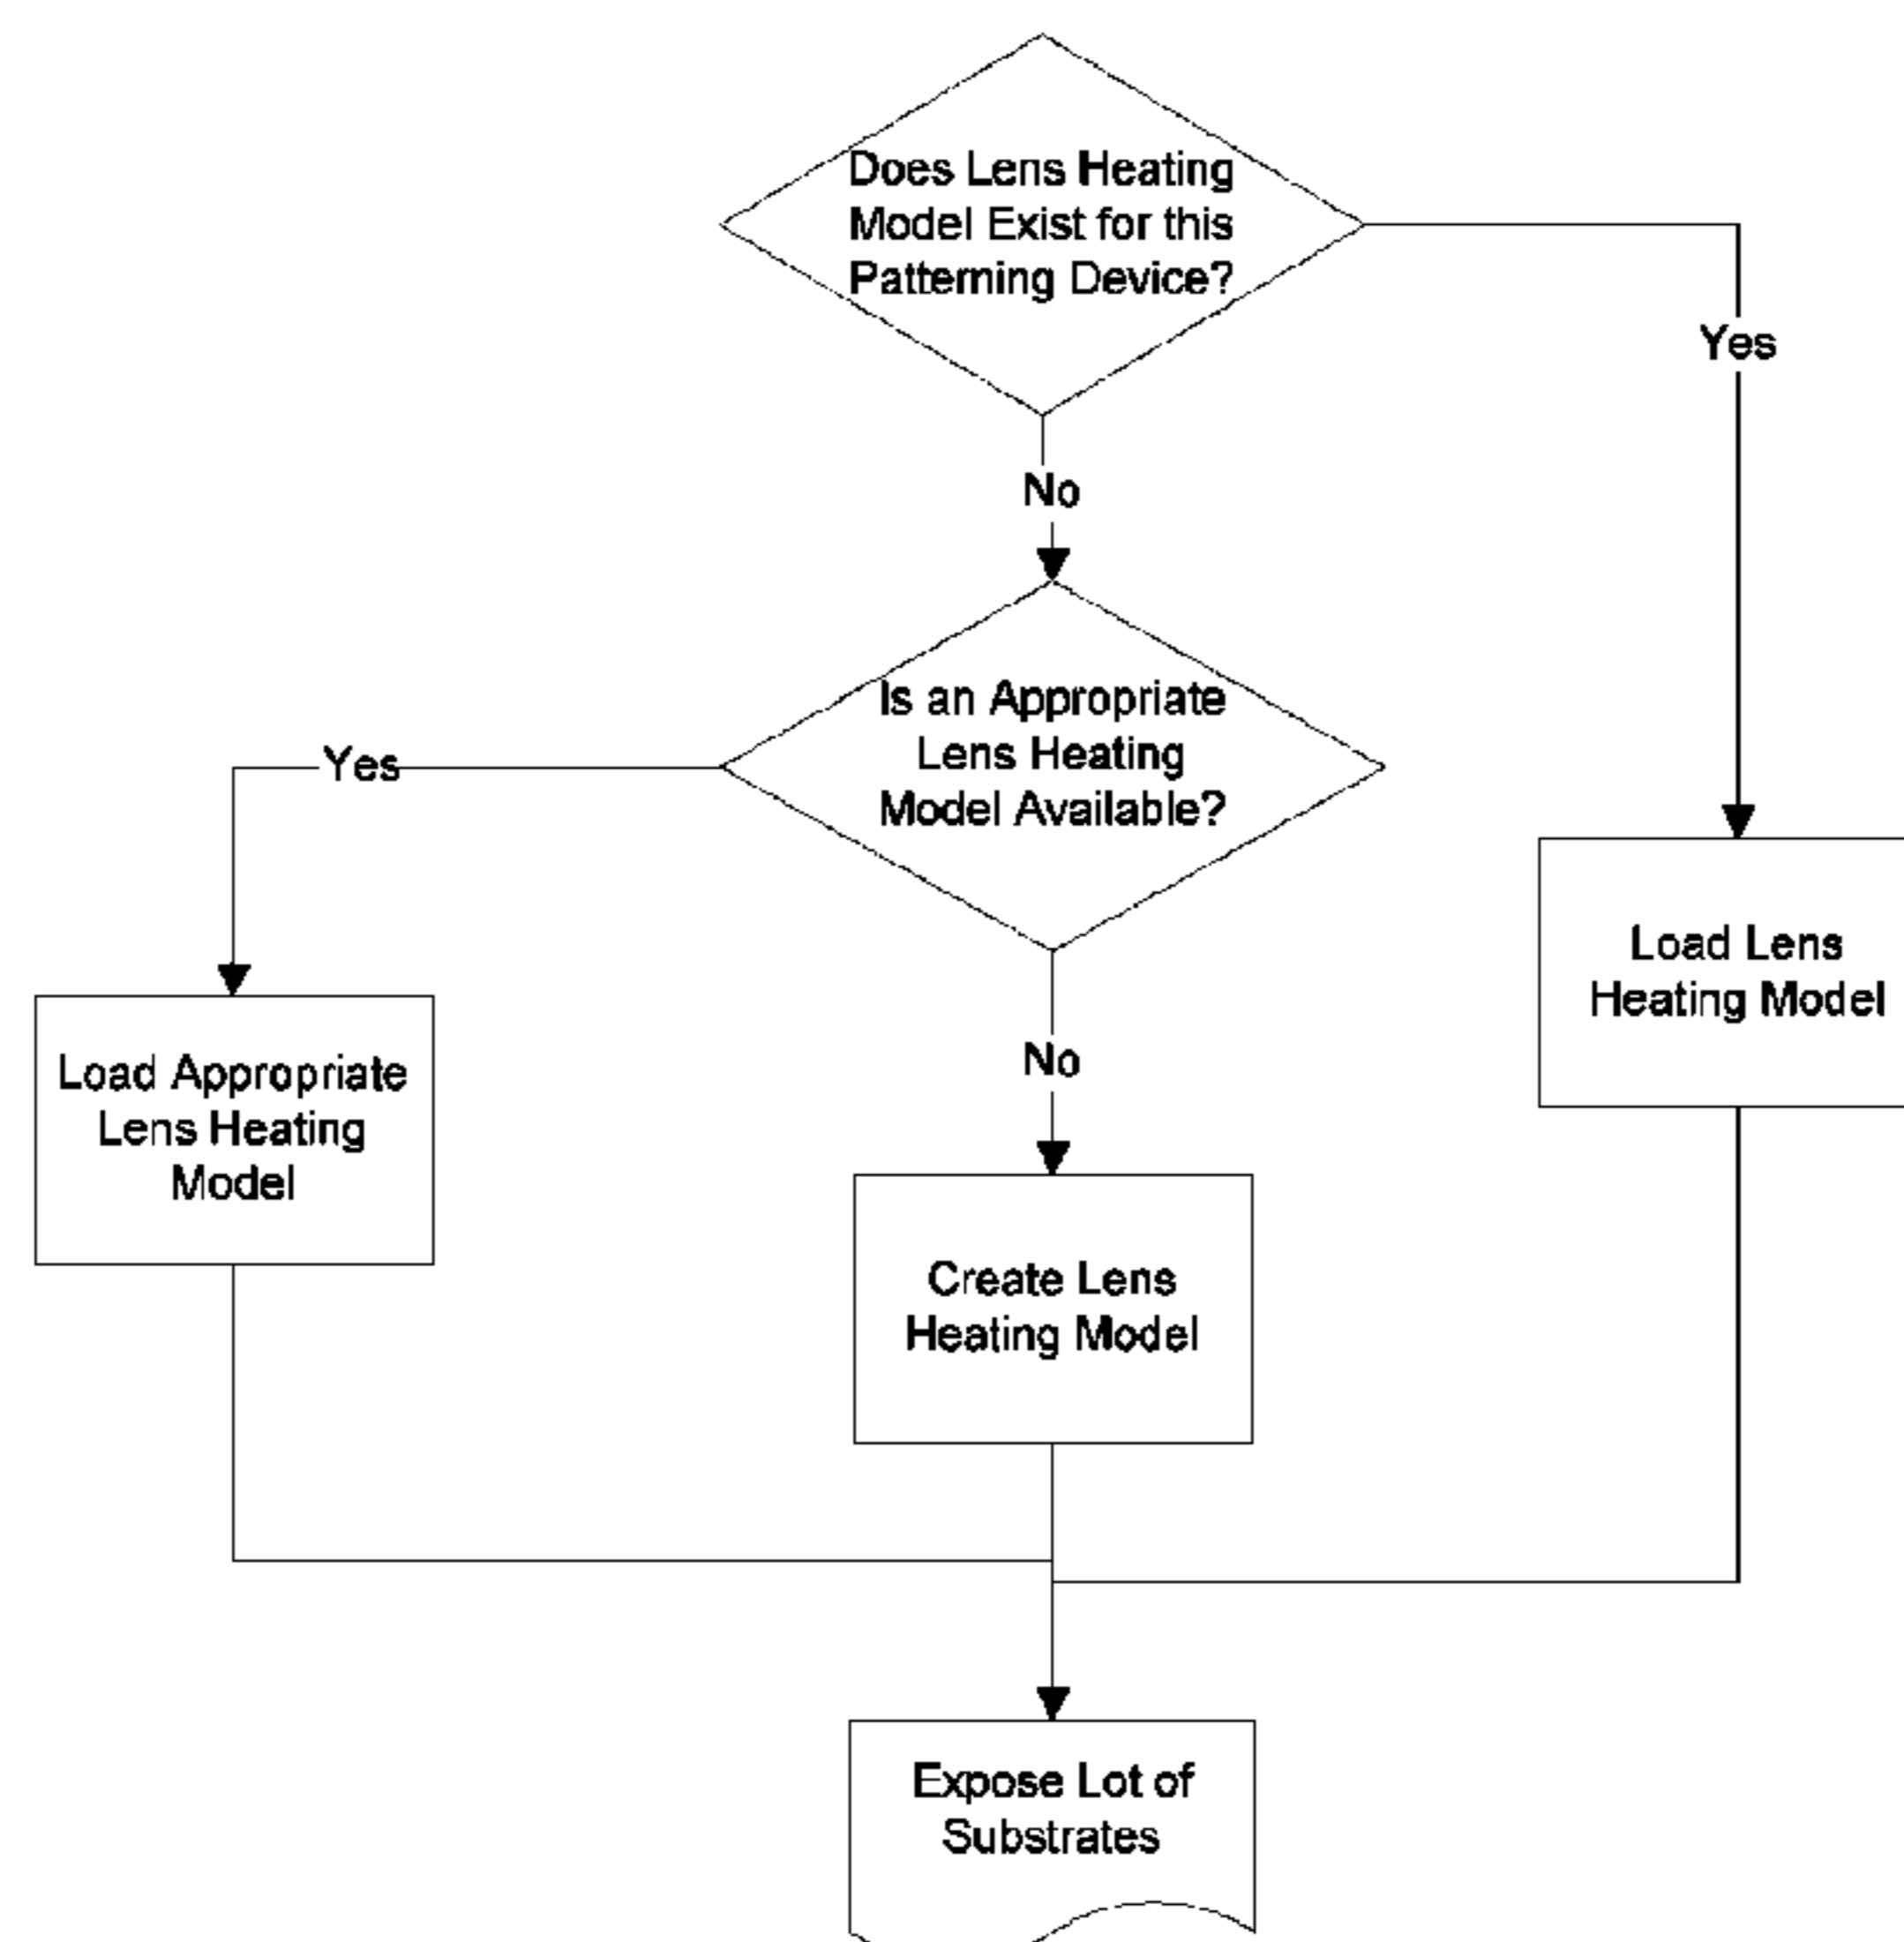 Does Lens Heating
Model Exist for this
Patterning Device?
Yes
No
Is an Appropriate
Lens Heating
Model Available?
Yes
Load Lens
Heating Model
No
Load Appropriate
Lens Heating
Model
Create Lens
Heating Model
Expose Lot of
Substrates